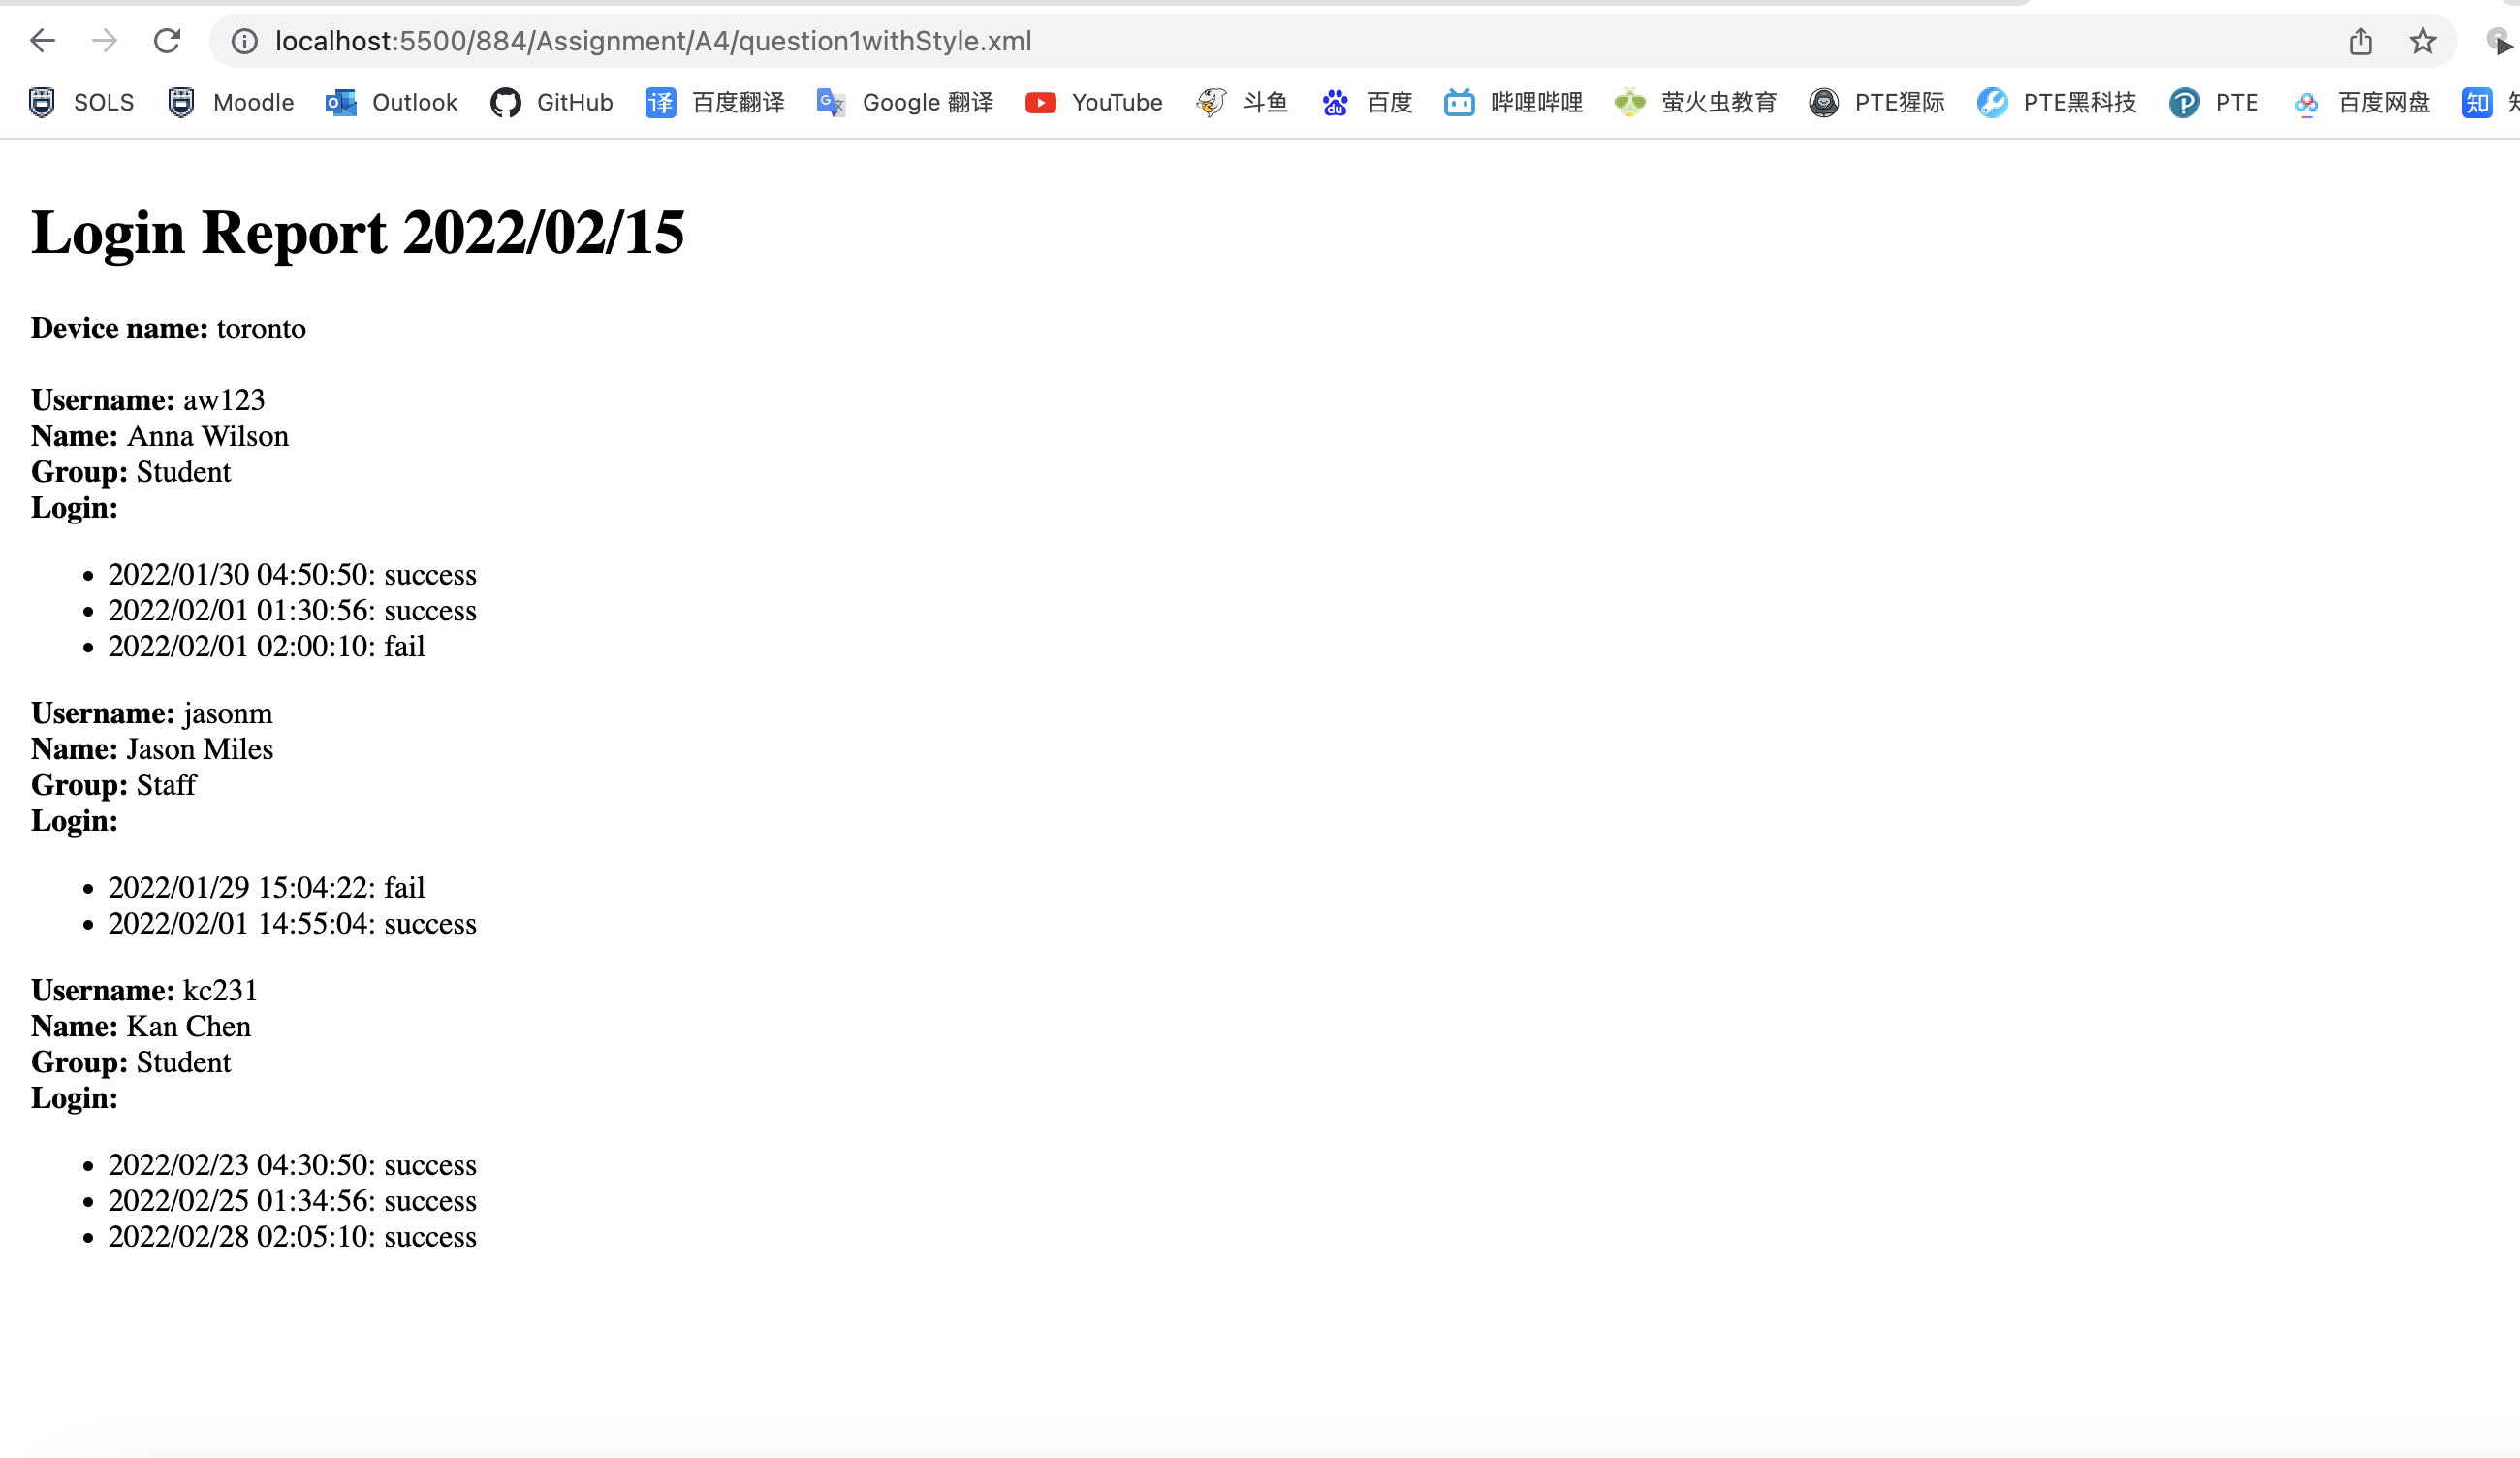 localhost:5500/884/Assignment/A4/question1withStyle.xml
SOLS Moodle Outlook GitHub 译 百度翻译 Google 翻译 YouTube 斗鱼 du 百度 哔哩哔哩 萤火虫教育 PTE猩际 PTE黑科技 PTE 百度网盘 知
Login Report 2022/02/15
Device name: toronto
Username: aw123
Name: Anna Wilson
Group: Student
Login:
• 2022/01/30 04:50:50: success
• 2022/02/01 01:30:56: success
• 2022/02/01 02:00:10: fail
Username: jasonm
Name: Jason Miles
Group: Staff
Login:
• 2022/01/29 15:04:22: fail
• 2022/02/01 14:55:04: success
Username: kc231
Name: Kan Chen
Group: Student
Login:
• 2022/02/23 04:30:50: success
• 2022/02/25 01:34:56: success
• 2022/02/28 02:05:10: success